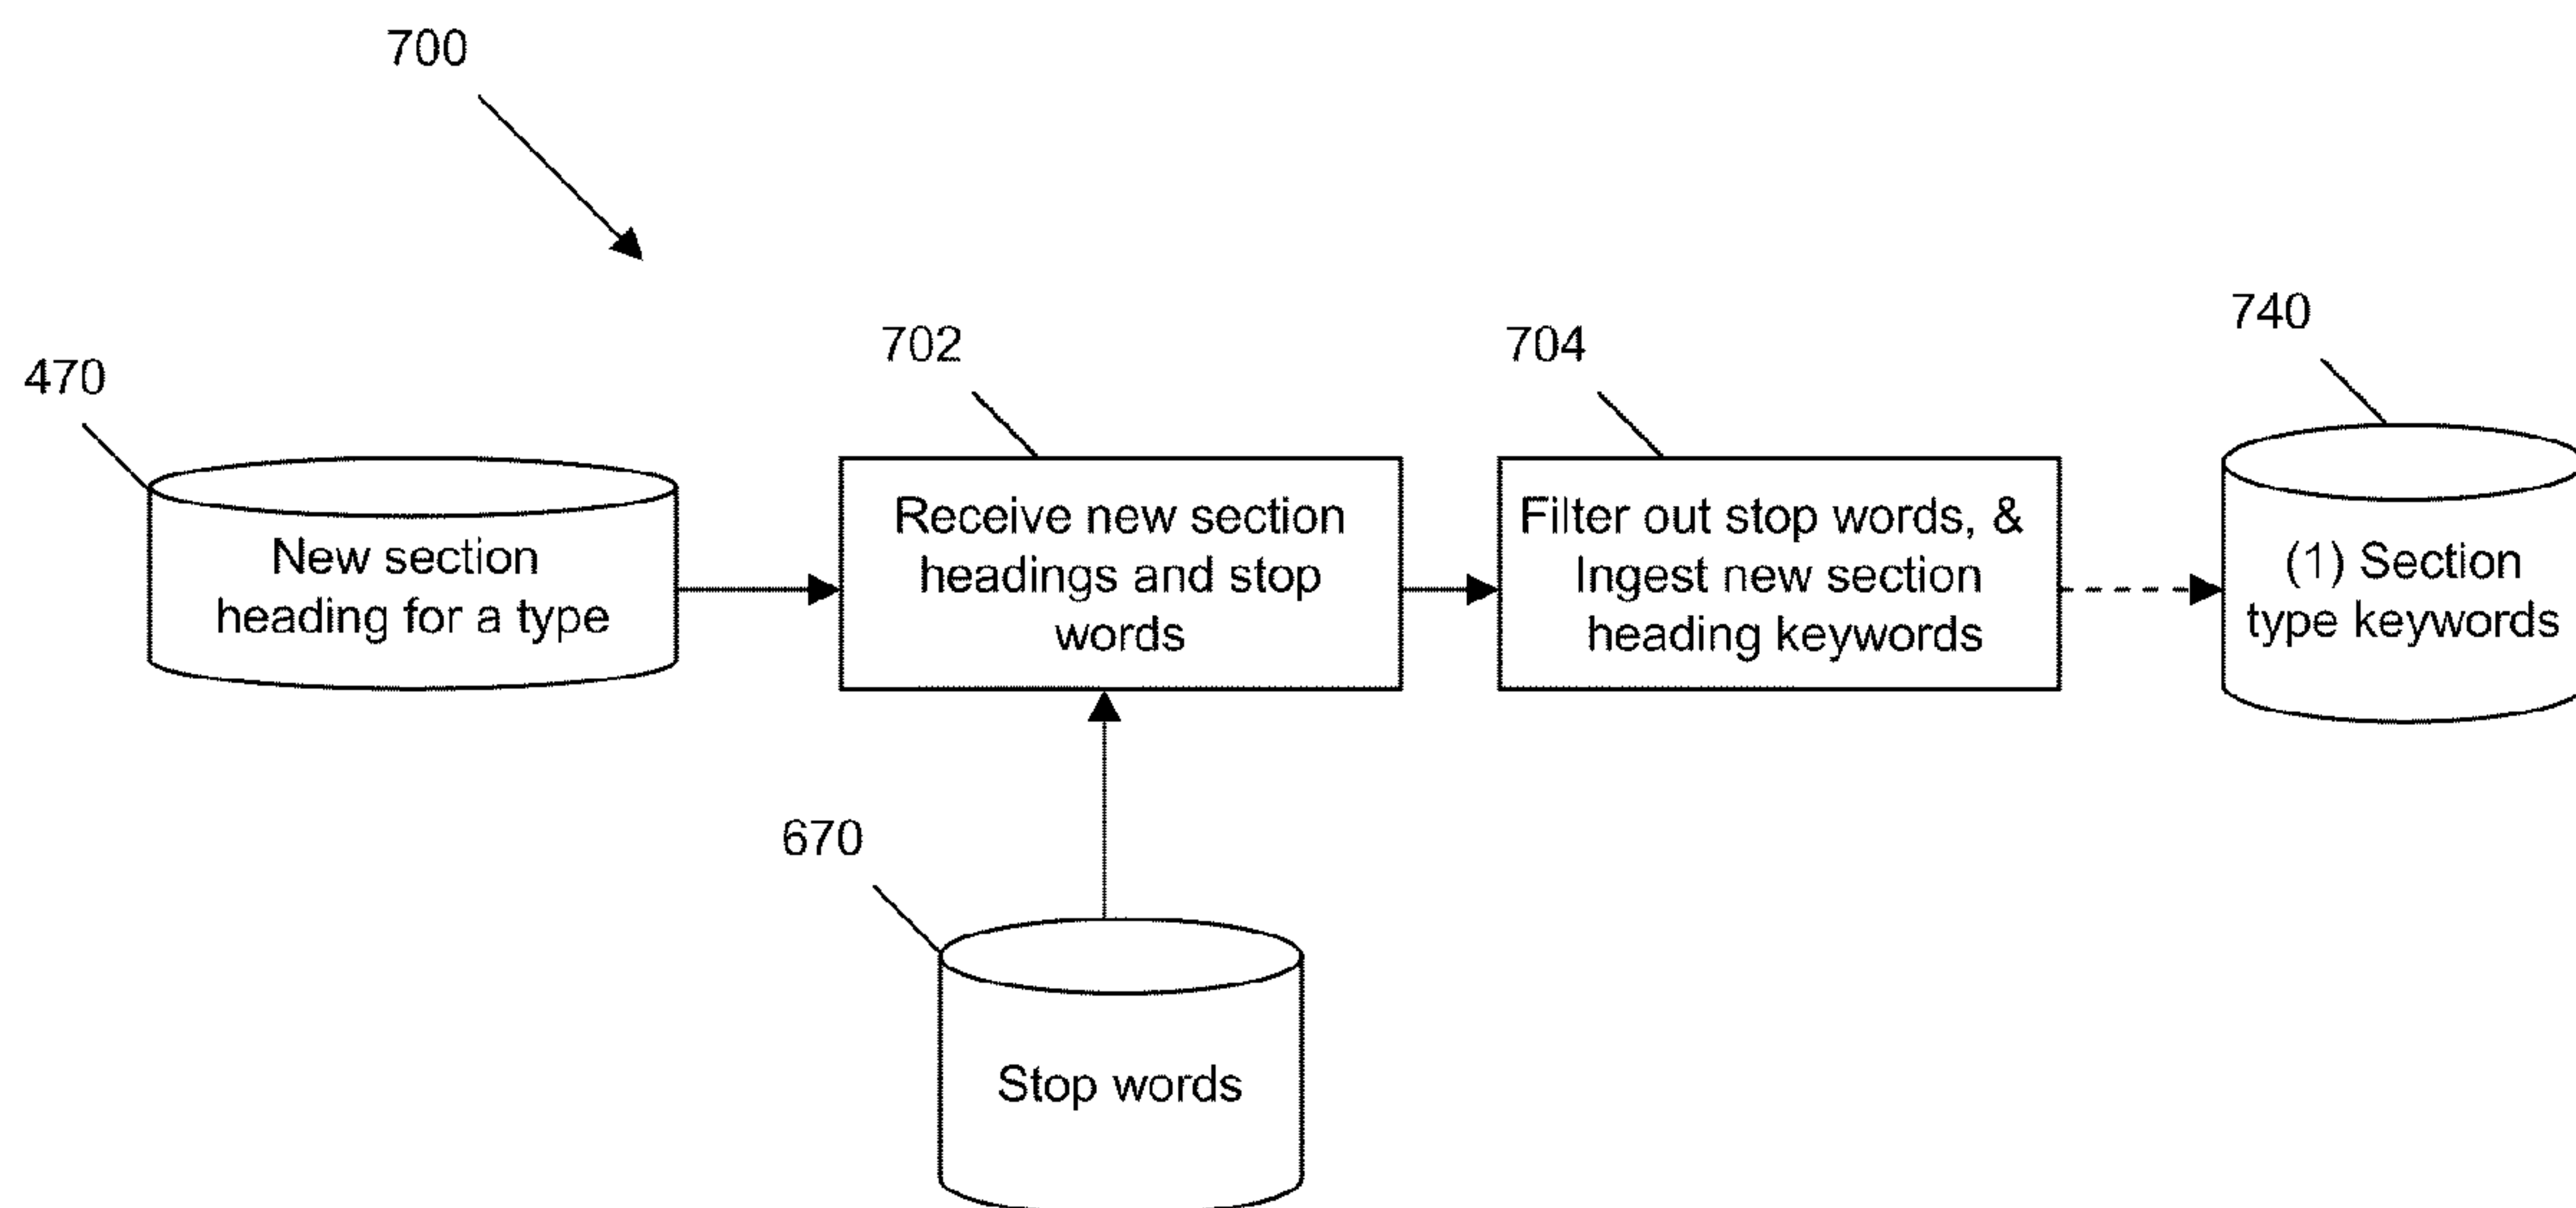 700
740
702
704
470
New section
heading for a type
Receive new section
headings and stop
words
Filter out stop words, &
Ingest new section
heading keywords
(1) Section
type keywords
670
Stop words